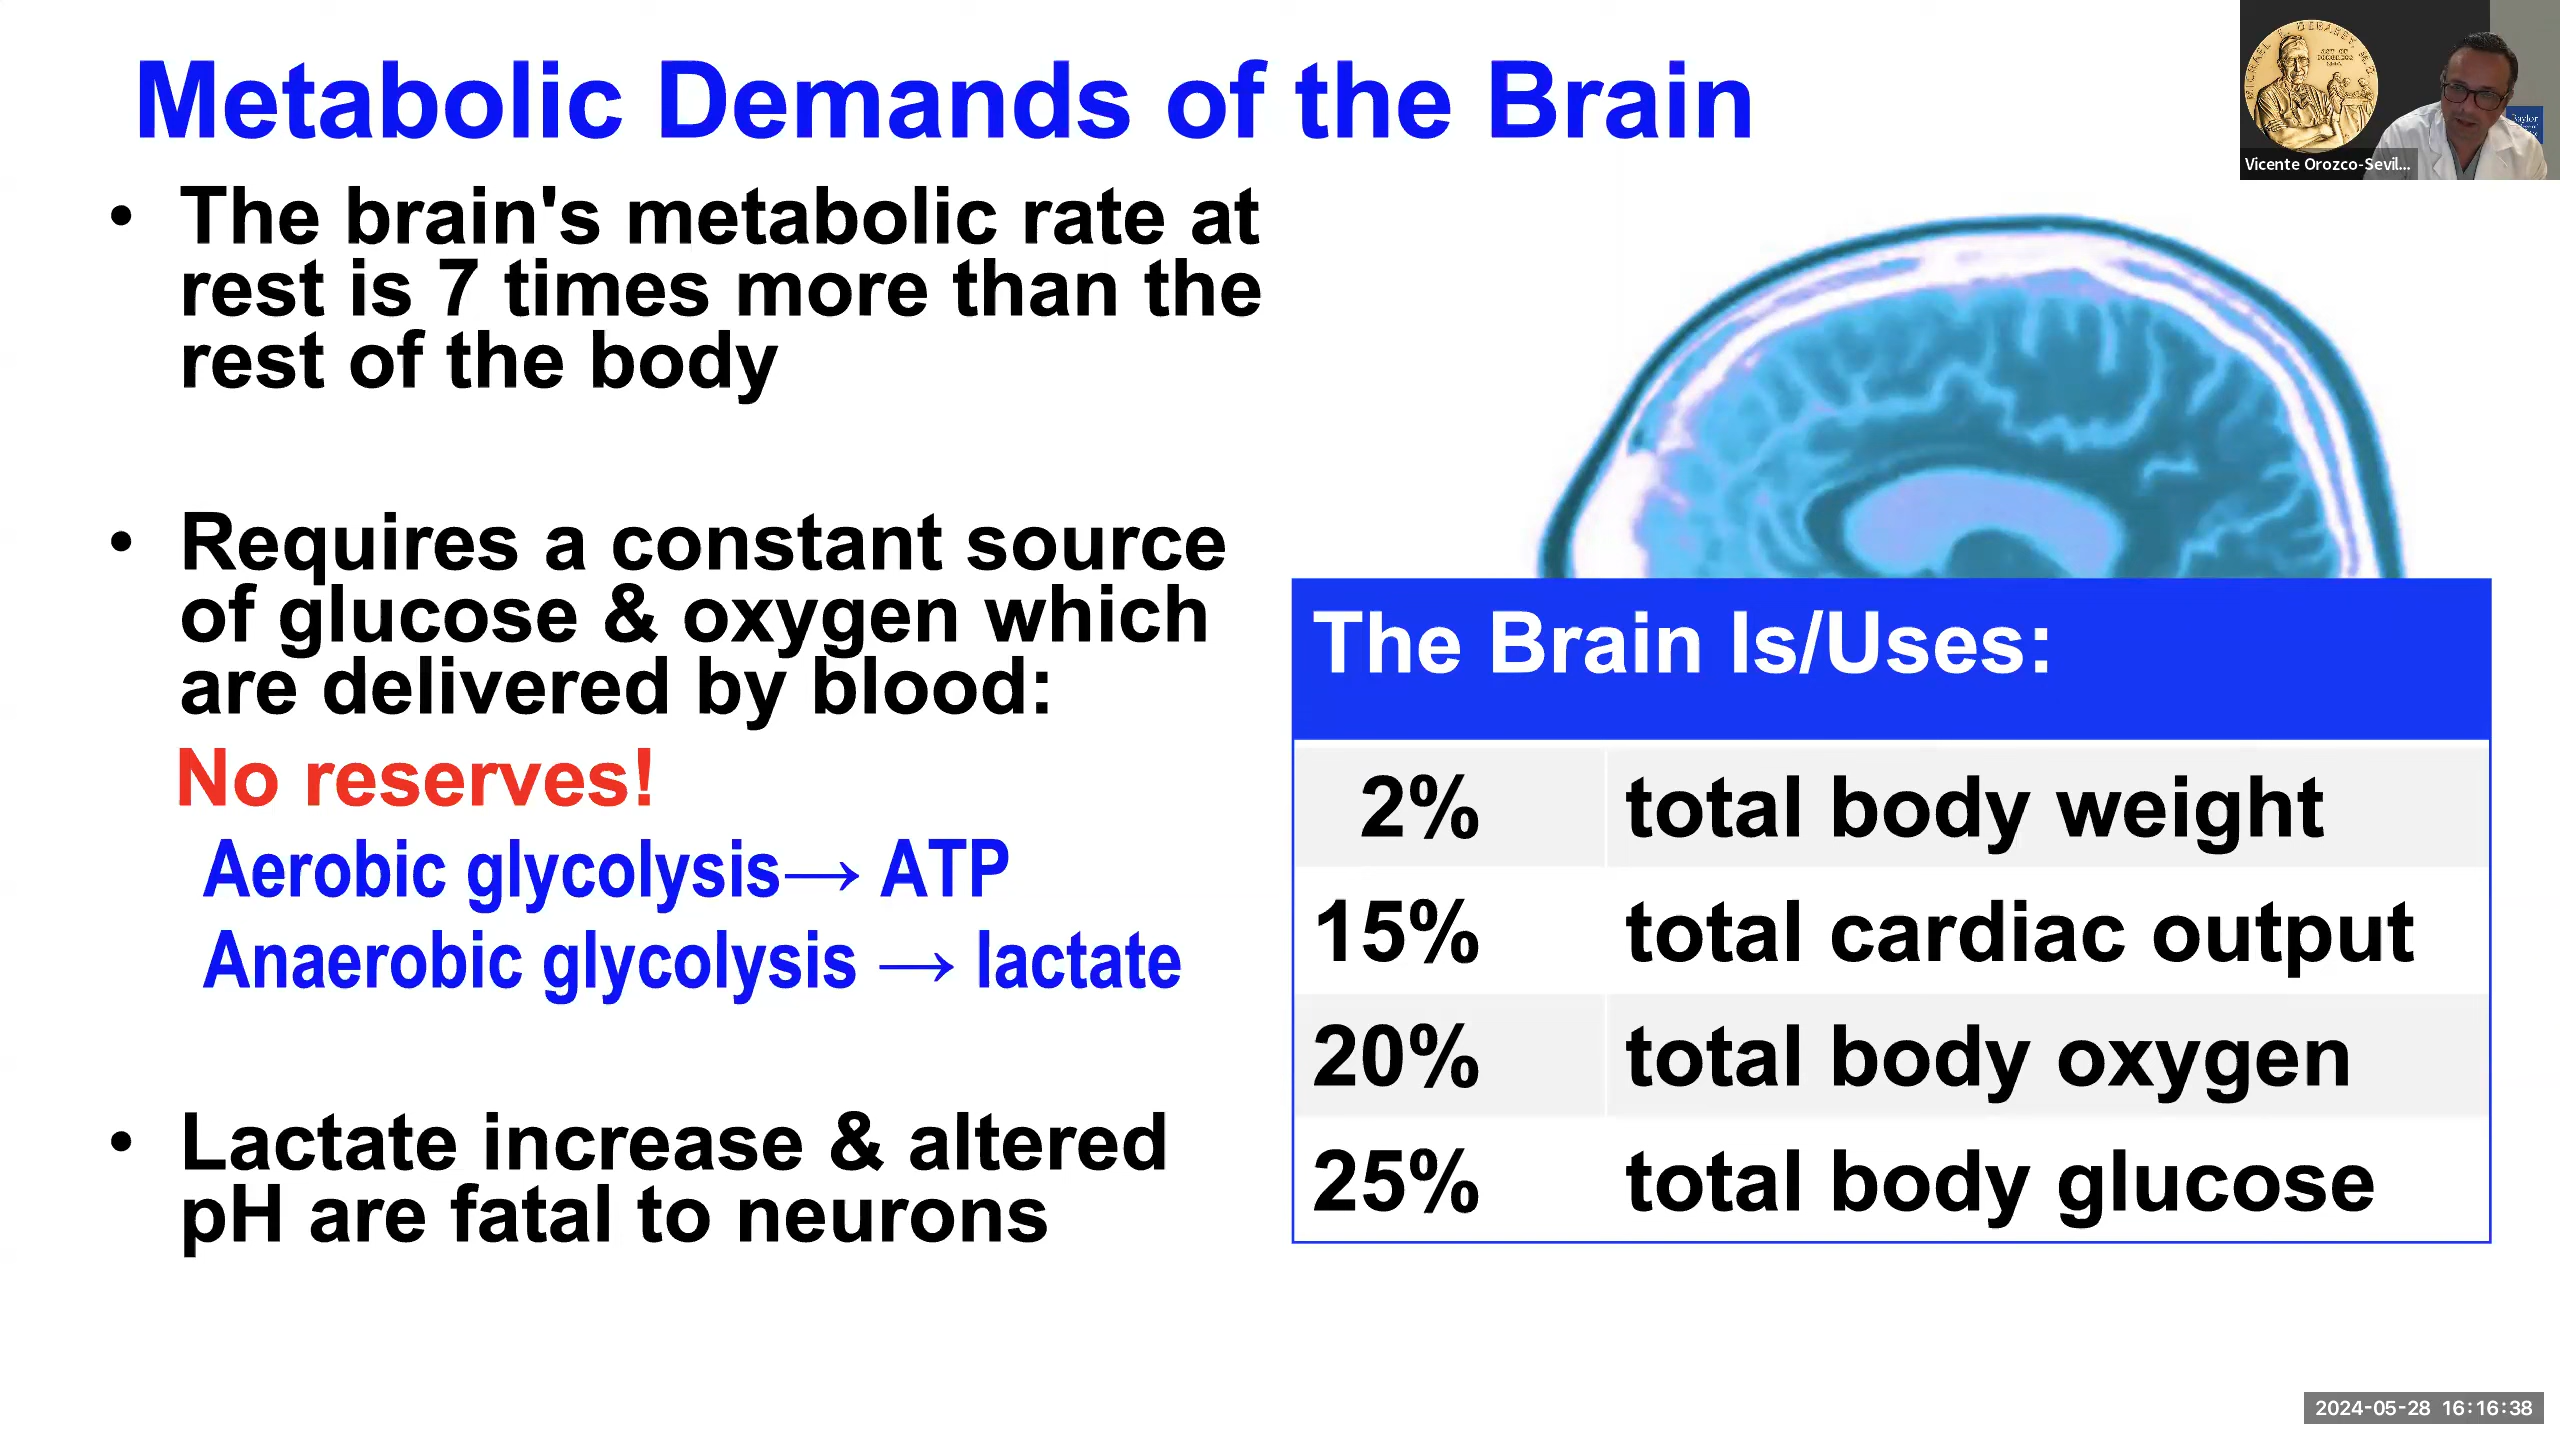 Metabolic Demands of the Brain
• The brain's metabolic rate at
rest is 7 times more than the
rest of the body
• Requires a constant source
of glucose & oxygen which
are delivered by blood:
No reserves!
Aerobic glycolysis→ ATP
Anaerobic glycolysis → lactate
• Lactate increase & altered
pH are fatal to neurons
The Brain Is/Uses:
2% total body weight
15% total cardiac output
20% total body oxygen
25% total body glucose
Vicente Orozco-Sevil...
Baylor
2024-05-28 16:16:38